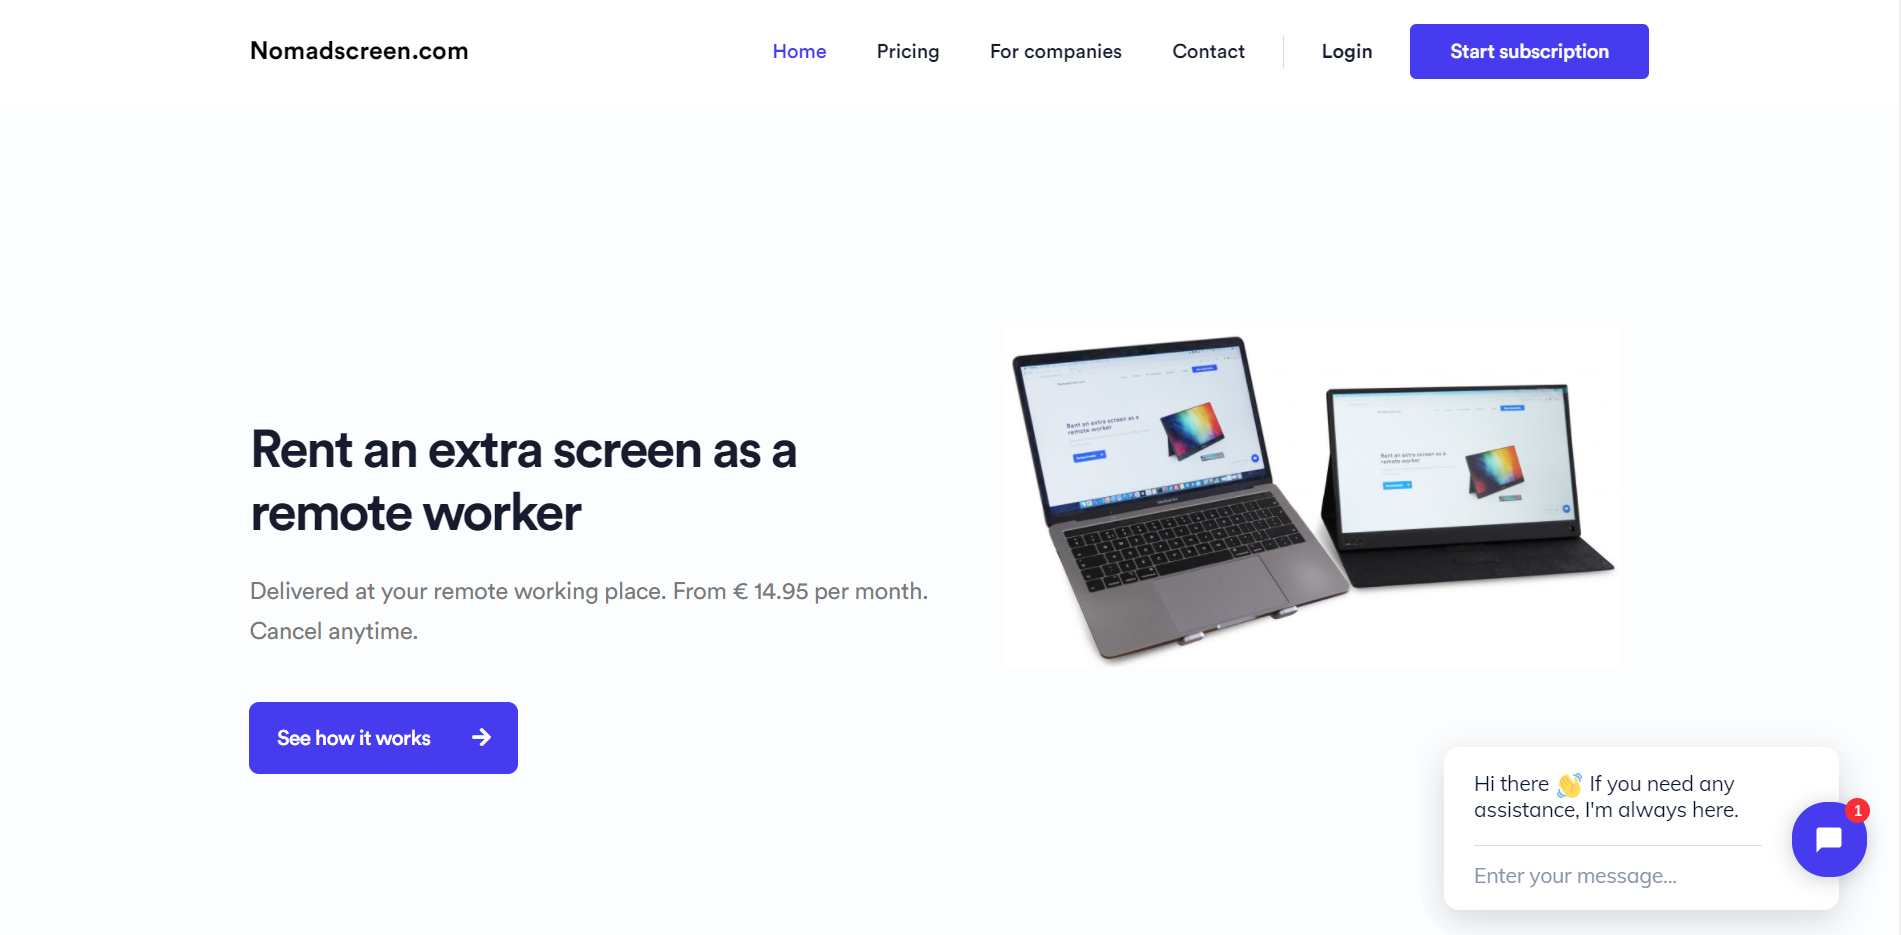 Nomadscreen.com
Home
Pricing
For companies
Contact
Login
Start subscription
Rent an extra screen as a
remote worker
Delivered at your remote working place. From € 14.95 per month.
Cancel anytime.
See how it works
Rent an extra screen as a
remote worker
Rent an extra screen as a
remote worker
Hi there 👋 If you need any
assistance, I'm always here.
1
Enter your message...